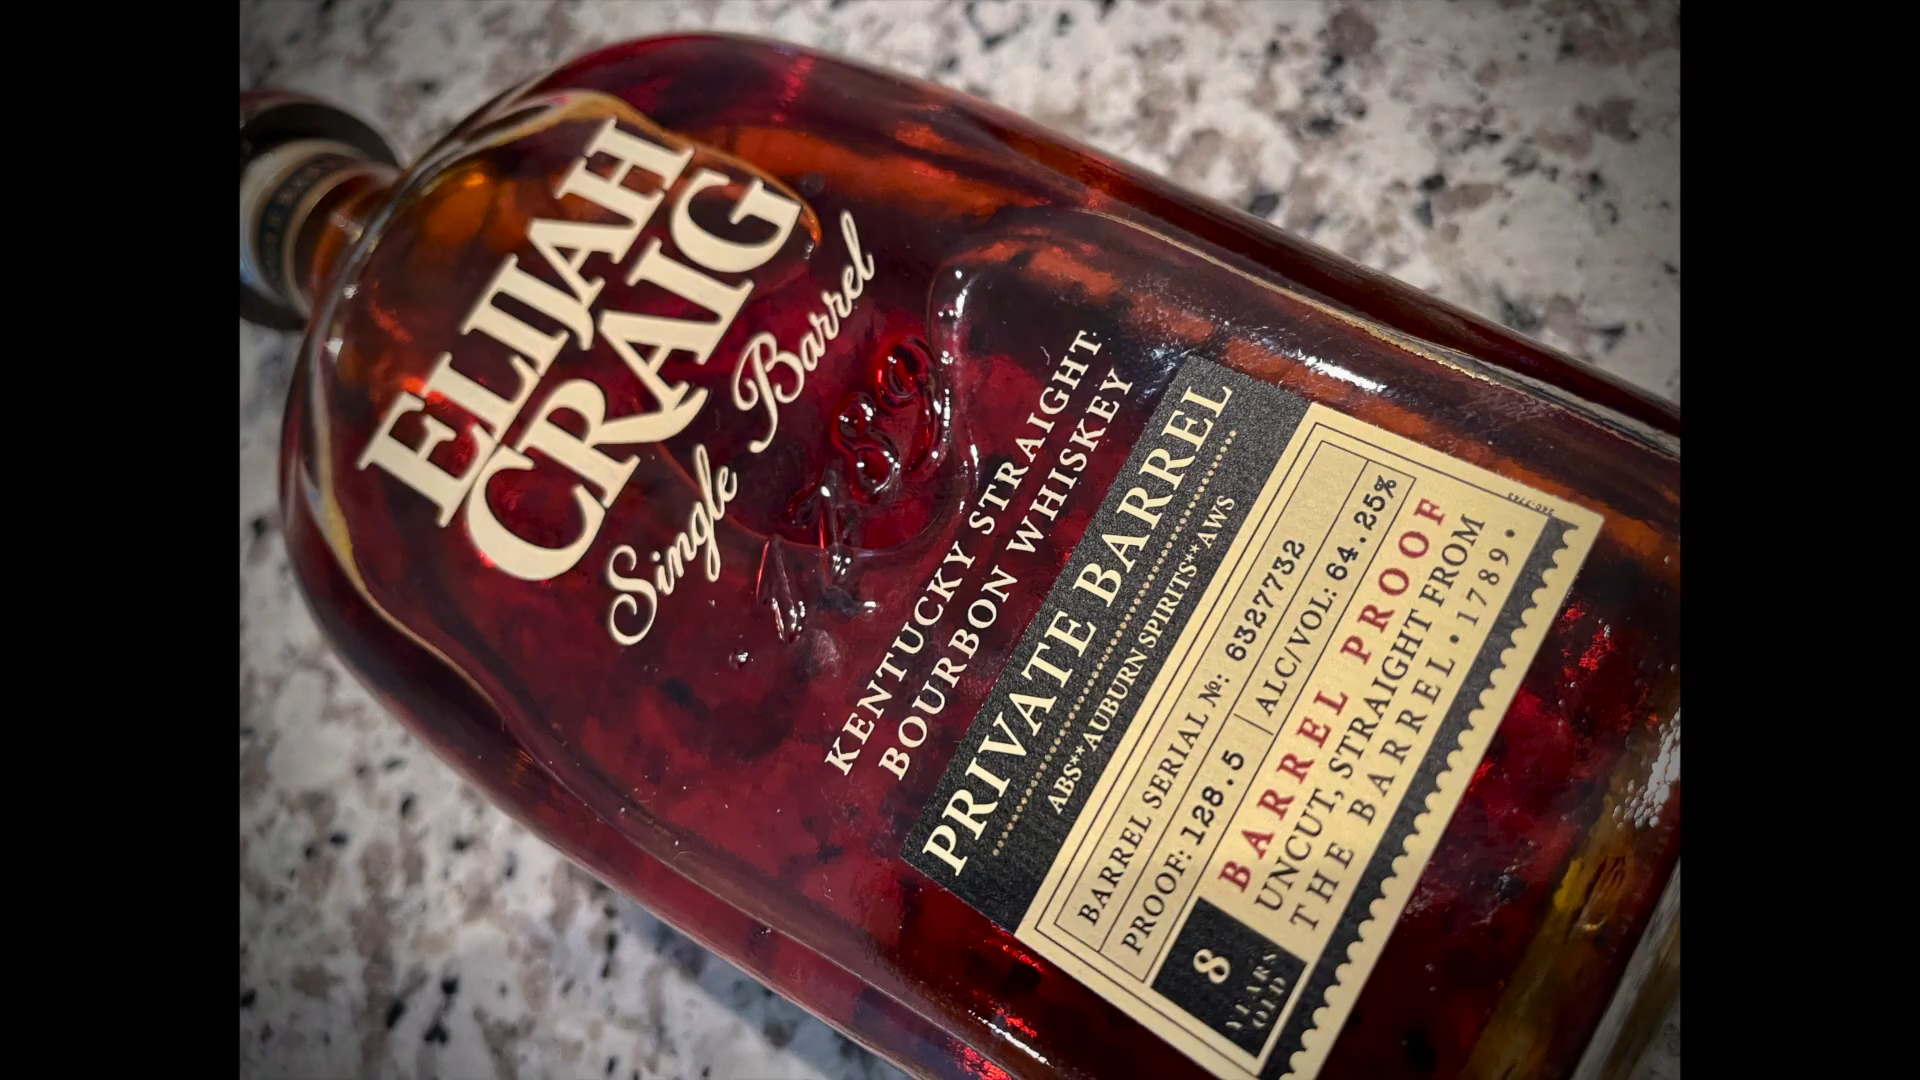 ELIJAH
CRAIG
Single Barrel
1789
KENTUCKY STRAIGHT
BOURBON WHISKEY
PRIVATE BARREL
ABS**AUBURN SPIRITS**AWS
BARREL SERIAL №: 6327732
PROOF: 128.5 | ALC/VOL: 64.25%
8
YEARS
OLD
BARREL PROOF
UNCUT, STRAIGHT FROM
THE BARREL • 1789 •